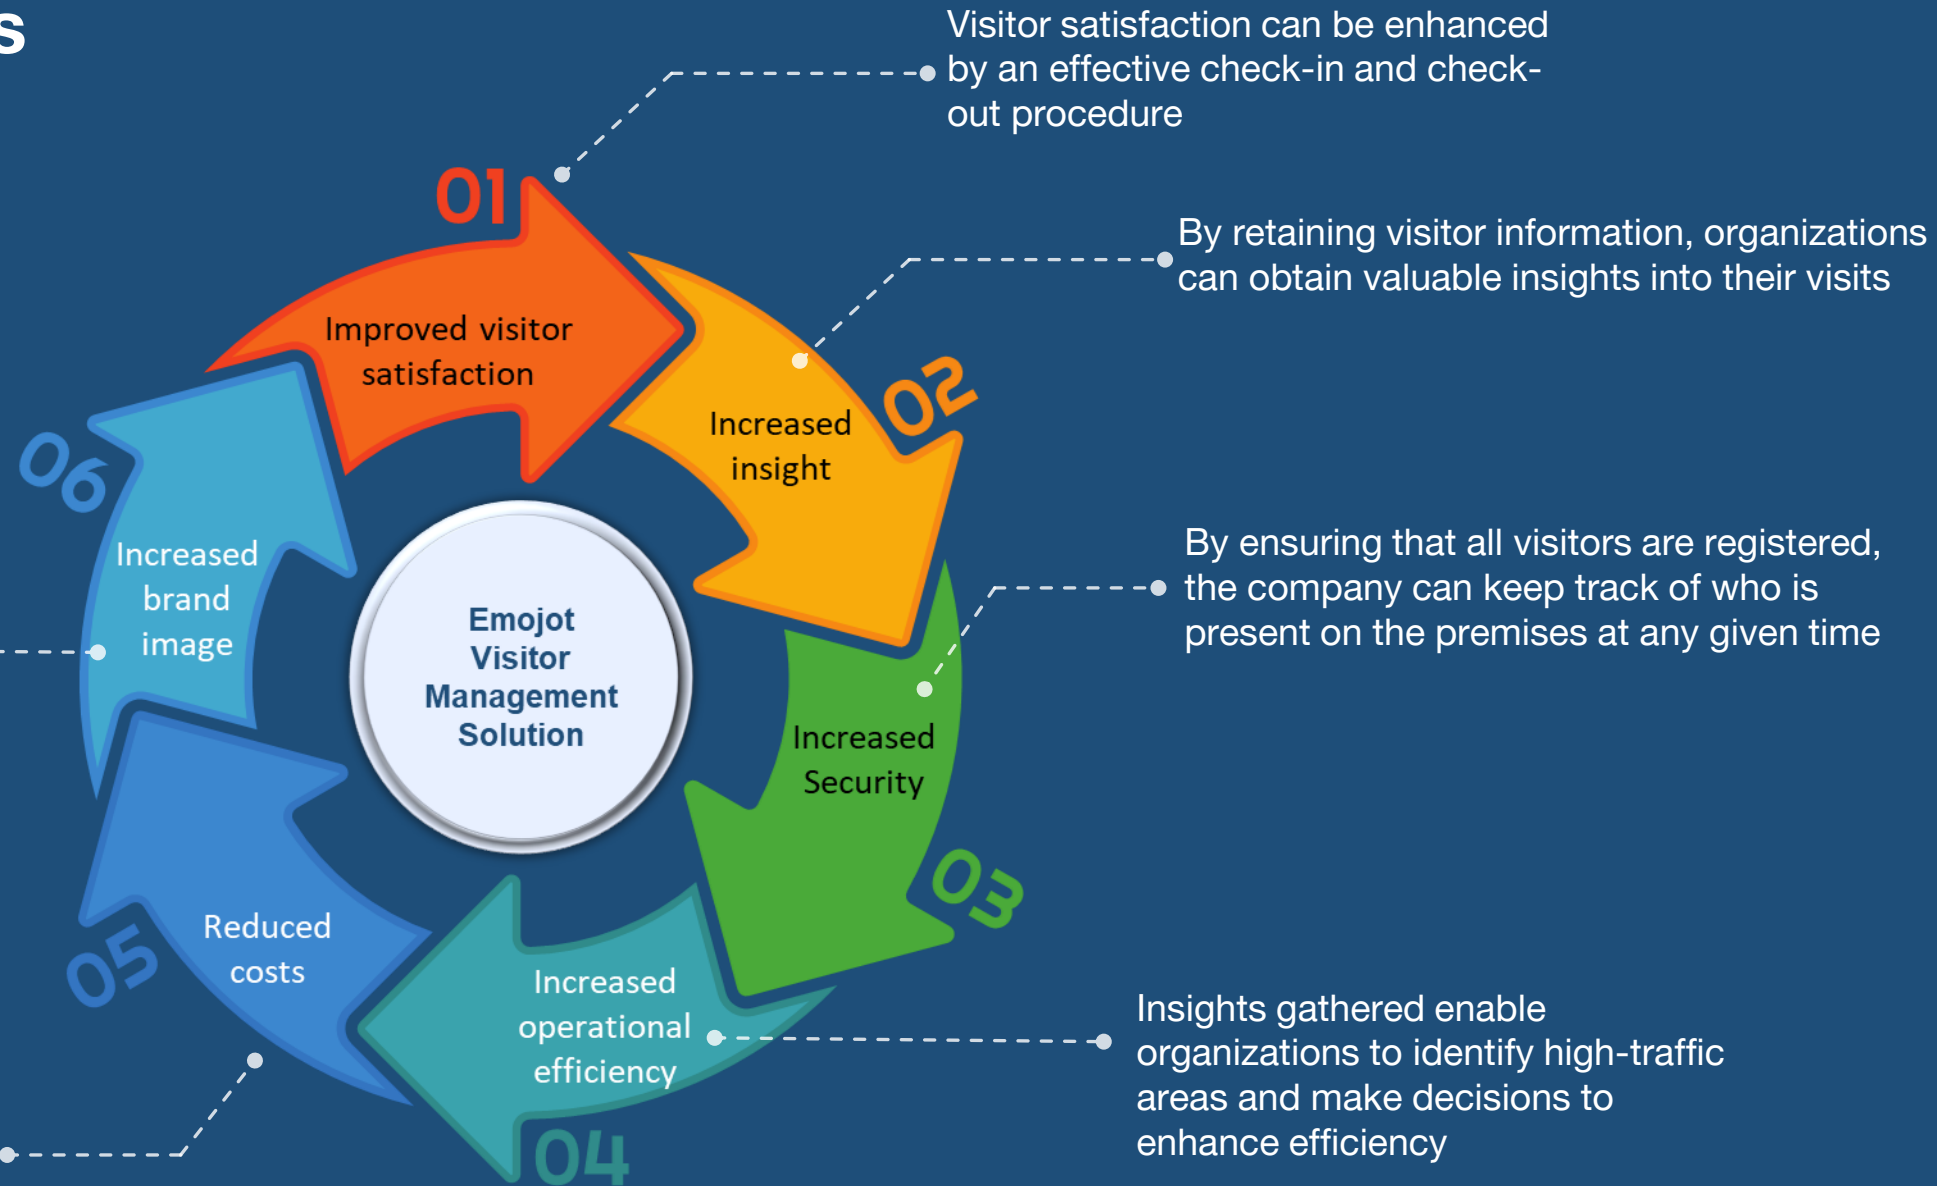 s
Visitor satisfaction can be enhanced
by an effective check-in and check-
out procedure
01
Improved visitor
satisfaction
By retaining visitor information, organizations
can obtain valuable insights into their visits
02
Increased
insight
By ensuring that all visitors are registered,
the company can keep track of who is
present on the premises at any given time
Increased
Security
03
Insights gathered enable
organizations to identify high-traffic
areas and make decisions to
enhance efficiency
Increased
operational
efficiency
04
Reduced
costs
05
Increased
brand
image
06
Emojot
Visitor
Management
Solution